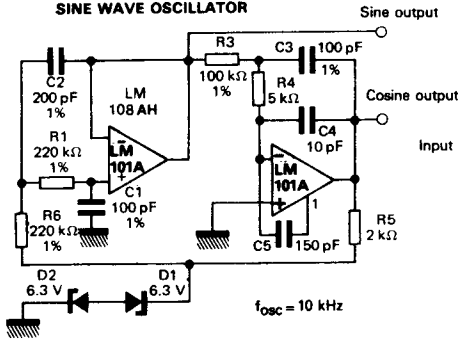 SINE WAVE OSCILLATOR
Sine output
R3
C3
100 pF
1%
100 kΩ
1%
C2
200 pF
1%
LM
108 AH
R4
5 kΩ
Cosine output
C4
10 pF
Input
R1
220 kΩ
1%
LM
101A
−
+
C1
100 pF
1%
−
LM
101A
+
1
R6
220 kΩ
1%
C5
150 pF
R5
2 kΩ
D2
6.3 V
D1
6.3 V
fosc = 10 kHz